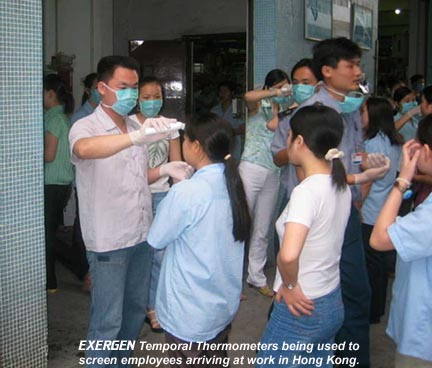 EXERGEN Temporal Thermometers being used to
screen employees arriving at work in Hong Kong.